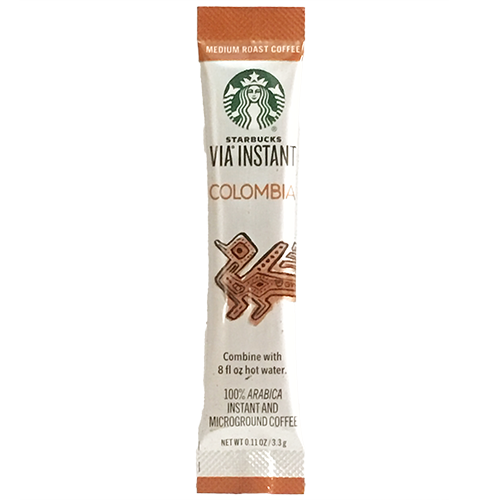 MEDIUM ROAST COFFEE
STARBUCKS
VIA® INSTANT
COLOMBIA
Combine with
8 fl oz hot water.
100% ARABICA
INSTANT AND
MICROGROUND COFFEE
NET WT 0.11 OZ / 3.3 g